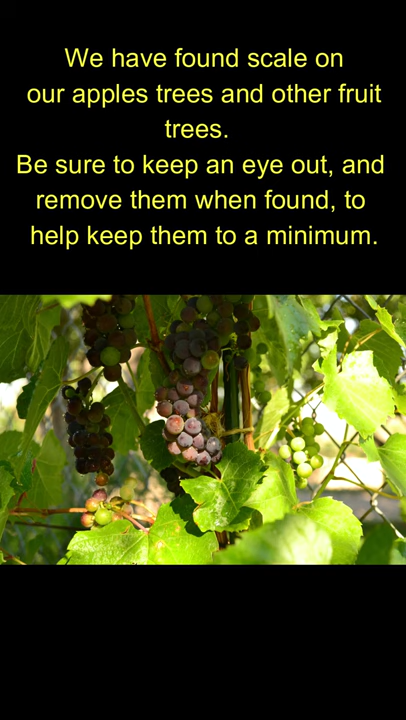 We have found scale on
our apples trees and other fruit
trees.
Be sure to keep an eye out, and
remove them when found, to
help keep them to a minimum.